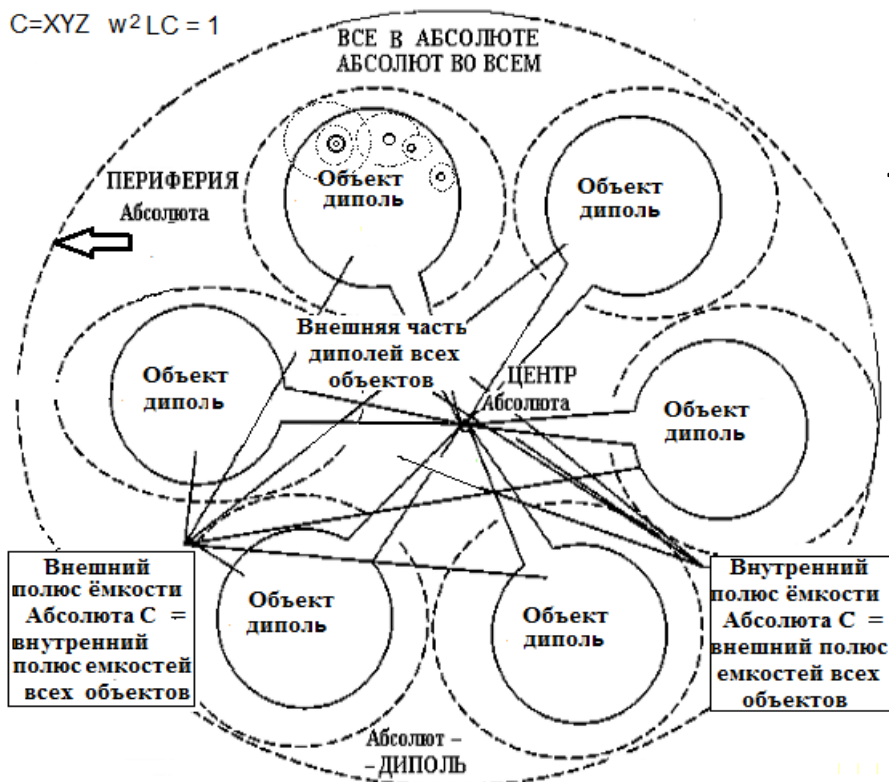 C=XYZ w² LC = 1
ВСЕ В АБСОЛЮТЕ
АБСОЛЮТ ВО ВСЕМ
ПЕРИФЕРИЯ
Абсолюта
Объект
диполь
Объект
диполь
Внешняя часть
диполей всех
объектов
ЦЕНТР
Абсолюта
Объект
диполь
Объект
диполь
Внешний
полюс ёмкости
Абсолюта С =
внутренний
полюс емкостей
всех объектов
Объект
диполь
Объект
диполь
Внутренний
полюс ёмкости
Абсолюта С =
внешний полюс
емкостей всех
объектов
Абсолют –
– ДИПОЛЬ